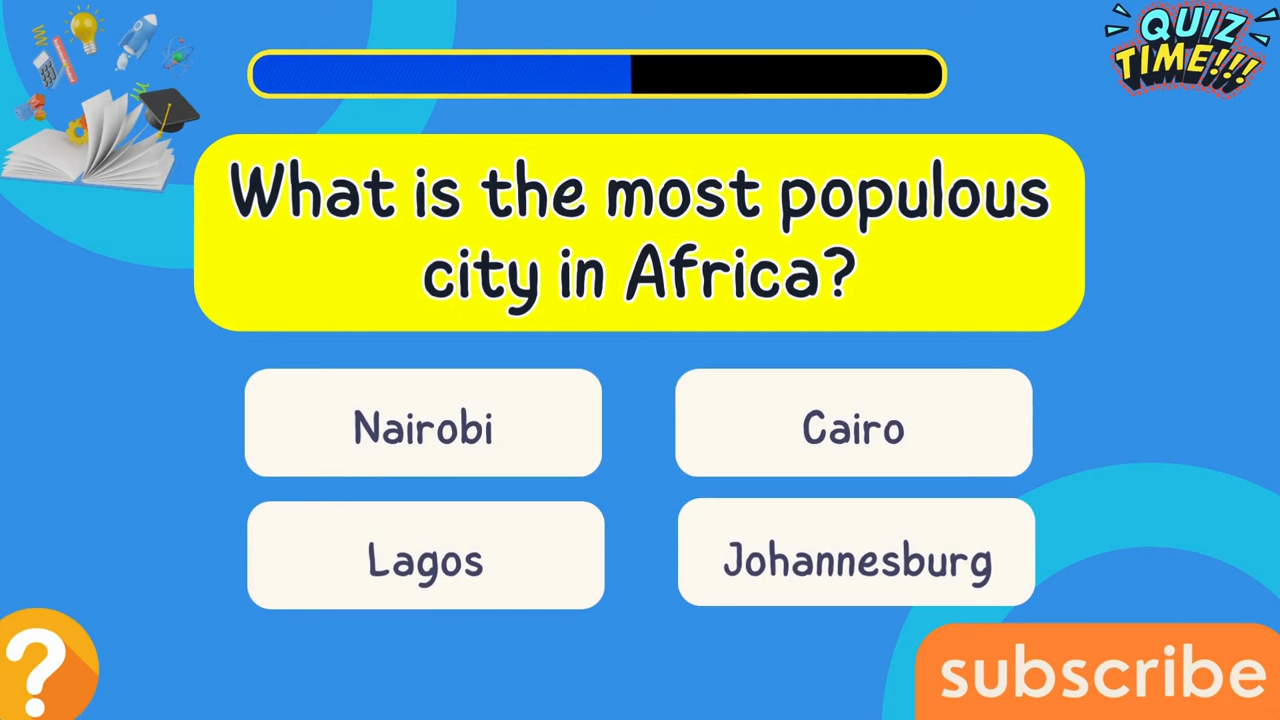 QUIZ
TIME!!!
What is the most populous
city in Africa?
Nairobi
Cairo
Lagos
Johannesburg
?
subscribe